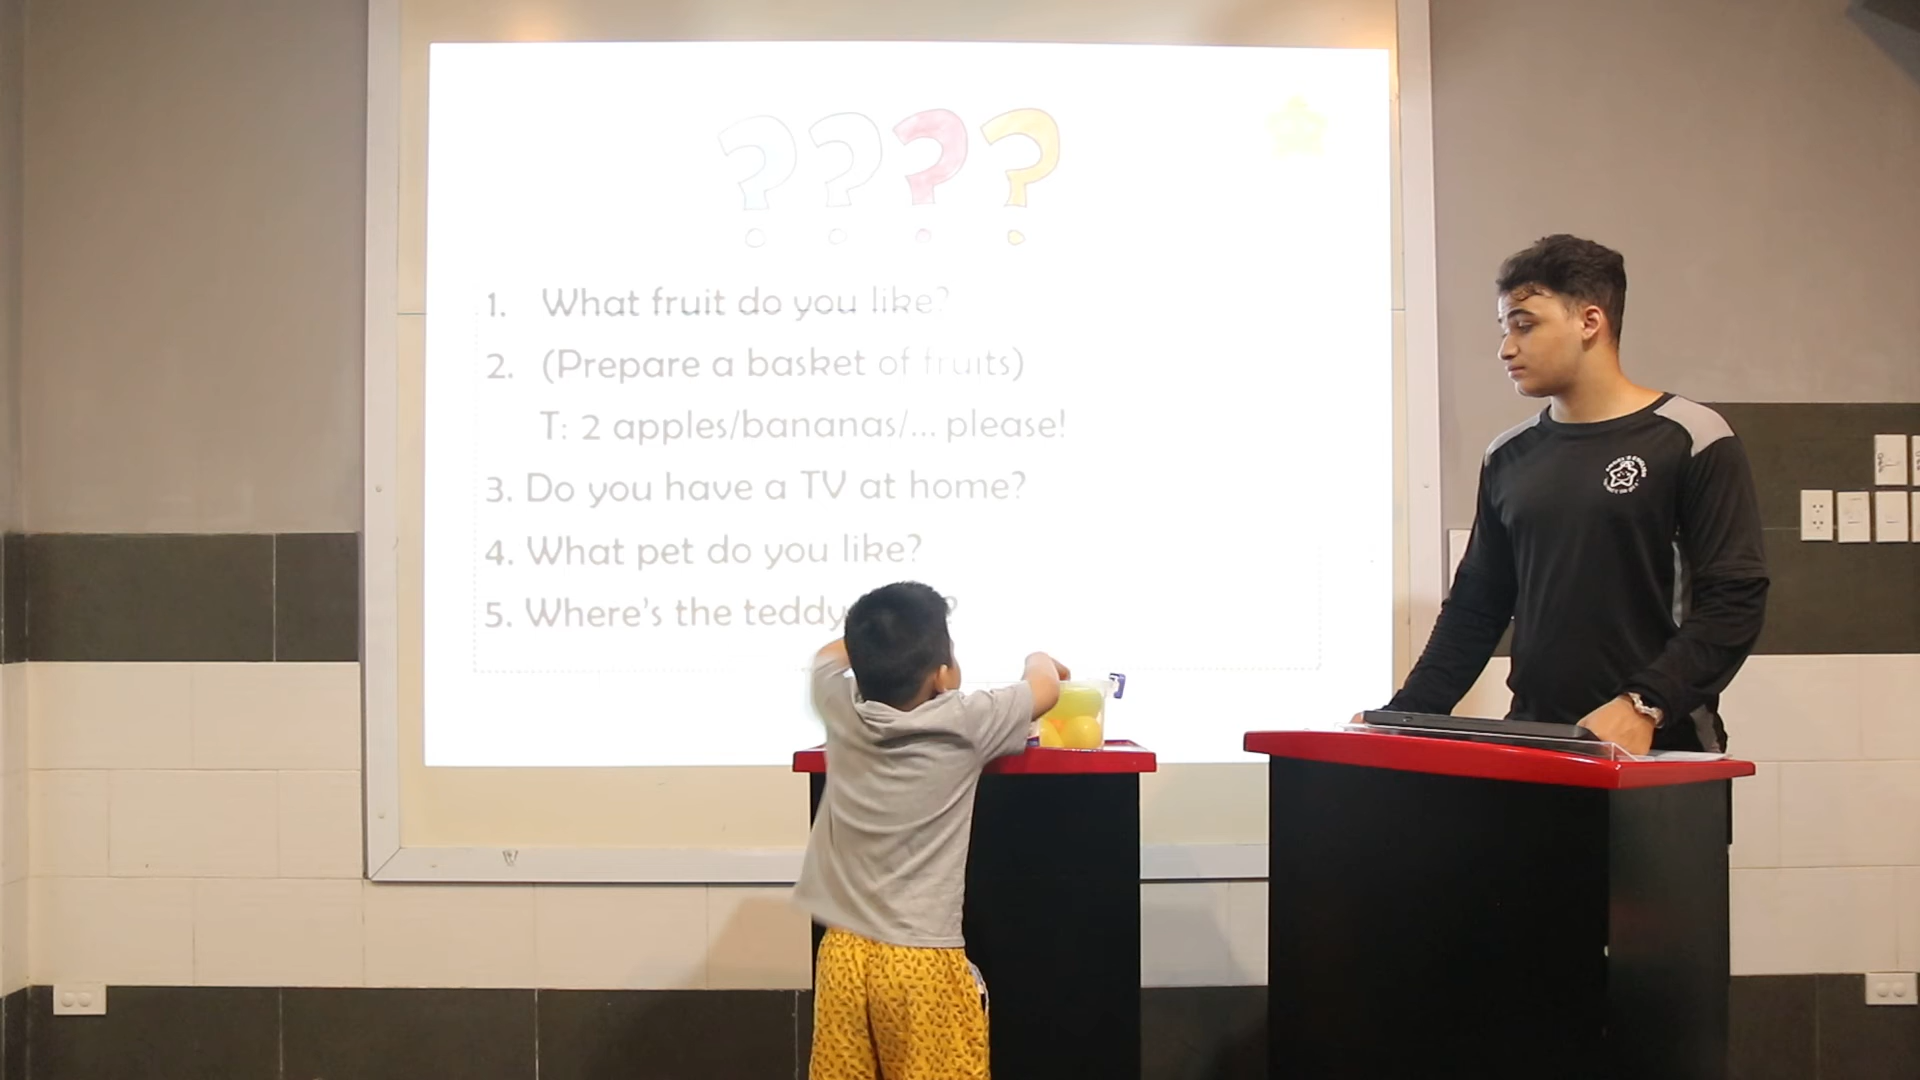 ? ? ? ?
1. What fruit do you like?
2. (Prepare a basket of fruits)
T: 2 apples/bananas/... please!
3. Do you have a TV at home?
4. What pet do you like?
5. Where's the teddy ?